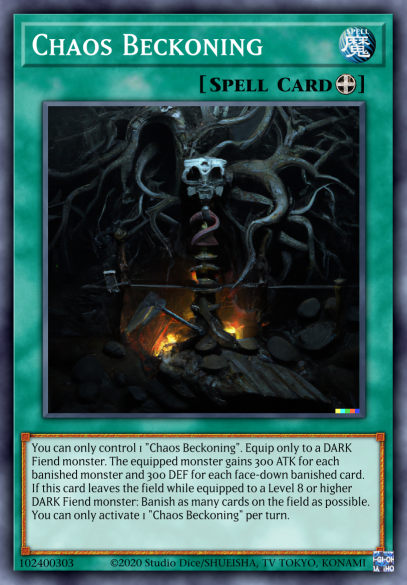 CHAOS BECKONING
SPELL
魔
[SPELL CARD]
You can only control 1 "Chaos Beckoning". Equip only to a DARK
Fiend monster. The equipped monster gains 300 ATK for each
banished monster and 300 DEF for each face-down banished card.
If this card leaves the field while equipped to a Level 8 or higher
DARK Fiend monster: Banish as many cards on the field as possible.
You can only activate 1 "Chaos Beckoning" per turn.
102400303 ©2020 Studio Dice/SHUEISHA, TV TOKYO, KONAMI